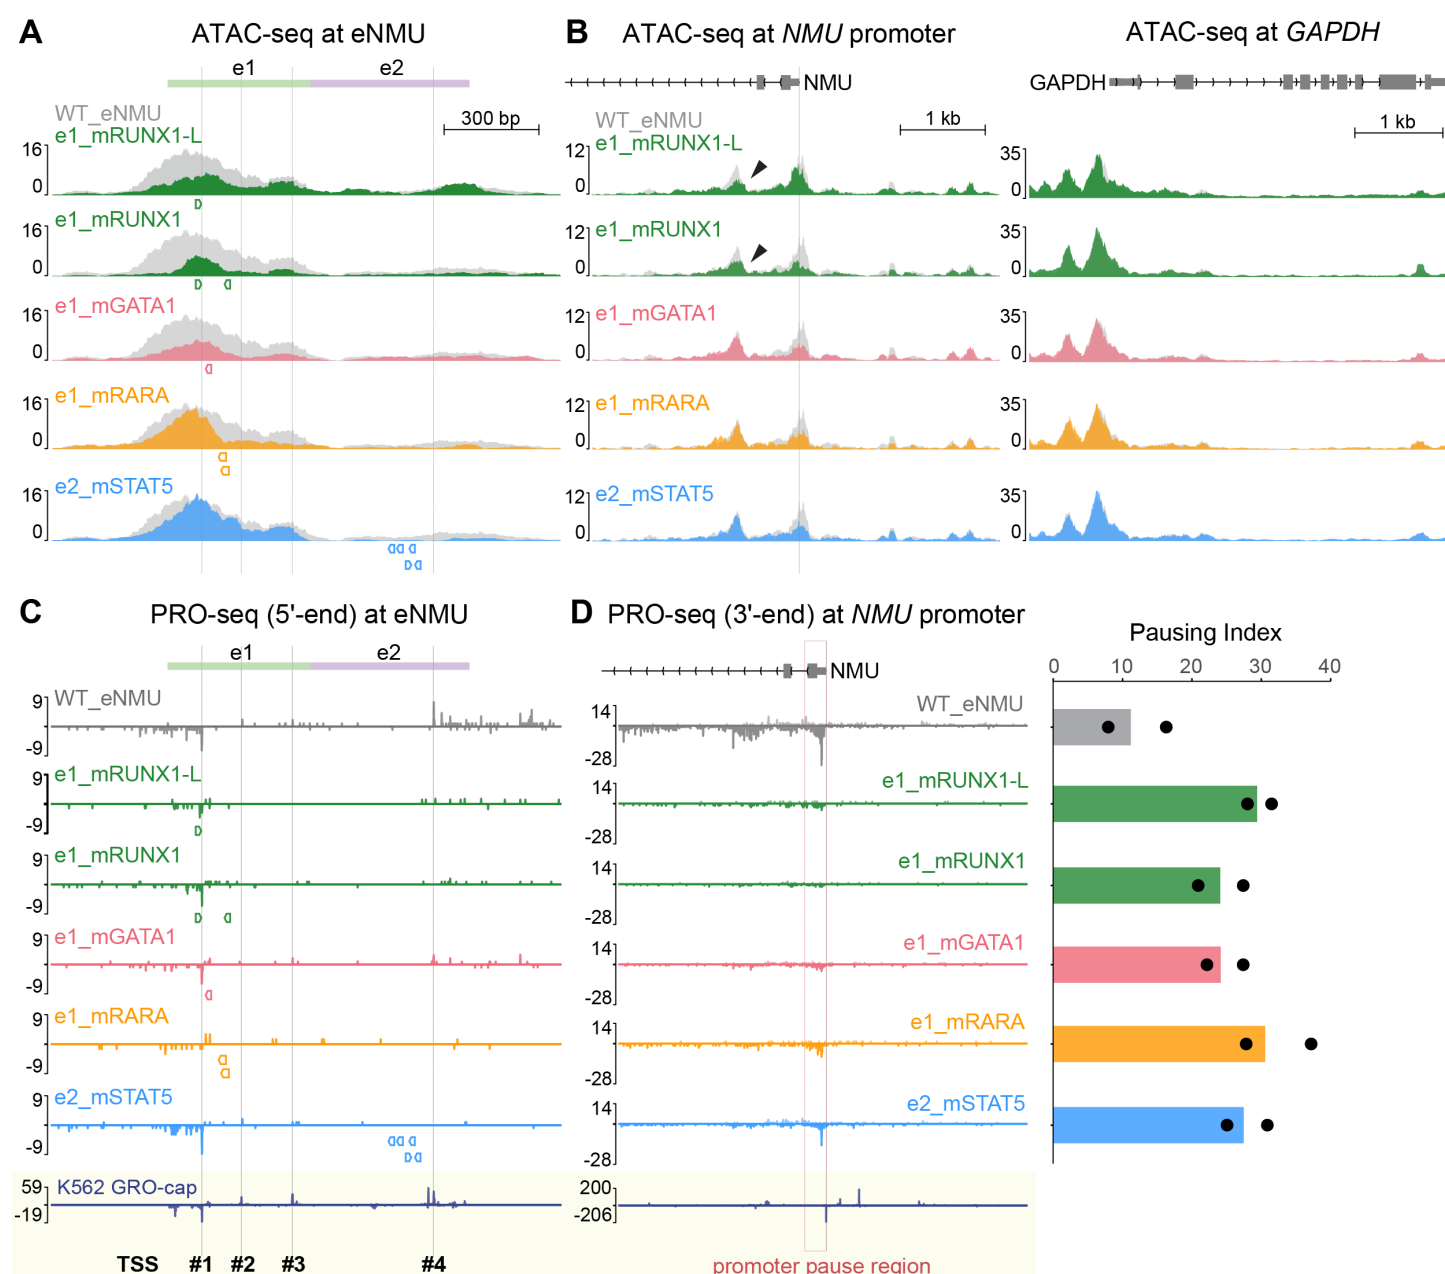 A
ATAC-seq at eNMU
e1
e2
WT_eNMU
300 bp
e1_mRUNX1-L
16
0
e1_mRUNX1
16
0
e1_mGATA1
16
0
e1_mRARA
16
0
e2_mSTAT5
16
0
B
ATAC-seq at NMU promoter
NMU
WT_eNMU
1 kb
e1_mRUNX1-L
12
0
e1_mRUNX1
12
0
e1_mGATA1
12
0
e1_mRARA
12
0
e2_mSTAT5
12
0
ATAC-seq at GAPDH
GAPDH
1 kb
35
0
35
0
35
0
35
0
35
0
C
PRO-seq (5'-end) at eNMU
e1
e2
WT_eNMU
9
-9
e1_mRUNX1-L
9
-9
e1_mRUNX1
9
-9
e1_mGATA1
9
-9
e1_mRARA
9
-9
e2_mSTAT5
9
-9
K562 GRO-cap
59
-19
TSS #1 #2 #3 #4
D
PRO-seq (3'-end) at NMU promoter
NMU
WT_eNMU
14
-28
e1_mRUNX1-L
14
-28
e1_mRUNX1
14
-28
e1_mGATA1
14
-28
e1_mRARA
14
-28
e2_mSTAT5
14
-28
200
-206
promoter pause region
Pausing Index
0 10 20 30 40